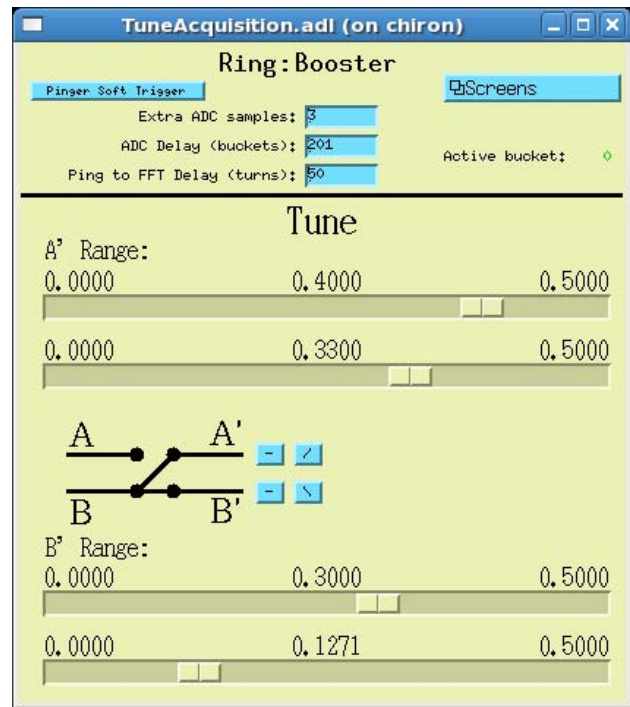 TuneAcquisition.adl (on chiron)
Ring:Booster
Pinger Soft Trigger
Screens
Extra ADC samples: 3
ADC Delay (buckets): 201
Active bucket: 0
Ping to FFT Delay (turns): 50
Tune
A' Range:
0.0000 0.4000 0.5000
0.0000 0.3300 0.5000
A A' - /
B B' - \
B' Range:
0.0000 0.3000 0.5000
0.0000 0.1271 0.5000